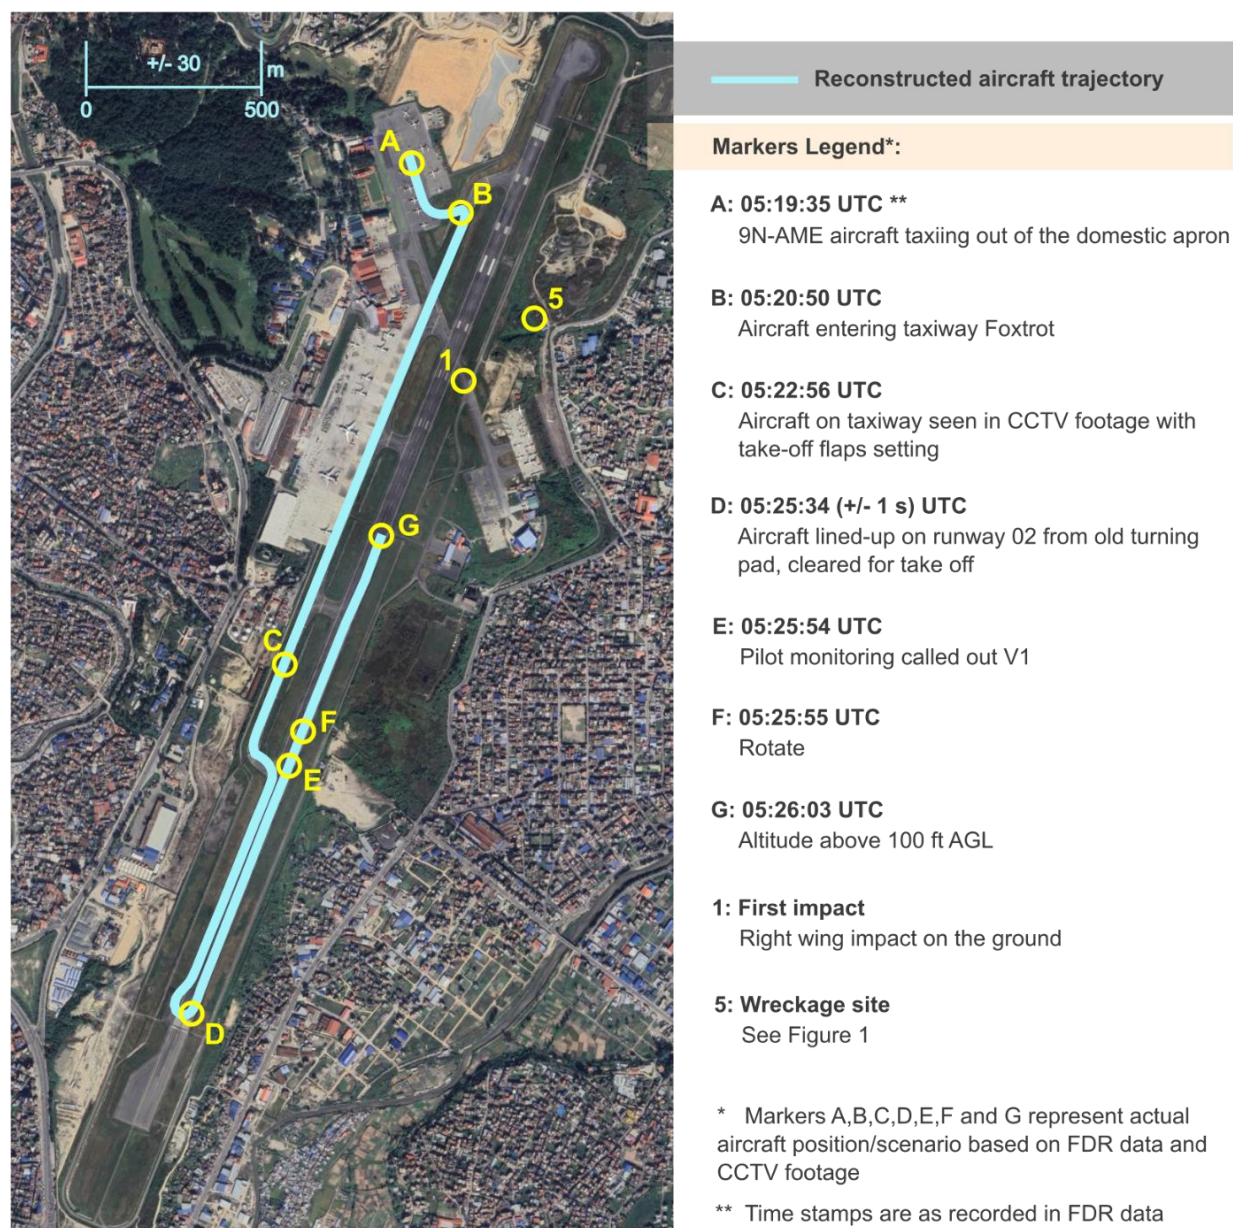 +/- 30
m
0
500
A
B
5
1
G
C
F
E
D
Reconstructed aircraft trajectory
Markers Legend*:
A: 05:19:35 UTC **
9N-AME aircraft taxiing out of the domestic apron
B: 05:20:50 UTC
Aircraft entering taxiway Foxtrot
C: 05:22:56 UTC
Aircraft on taxiway seen in CCTV footage with
take-off flaps setting
D: 05:25:34 (+/- 1 s) UTC
Aircraft lined-up on runway 02 from old turning
pad, cleared for take off
E: 05:25:54 UTC
Pilot monitoring called out V1
F: 05:25:55 UTC
Rotate
G: 05:26:03 UTC
Altitude above 100 ft AGL
1: First impact
Right wing impact on the ground
5: Wreckage site
See Figure 1
* Markers A,B,C,D,E,F and G represent actual
aircraft position/scenario based on FDR data and
CCTV footage
** Time stamps are as recorded in FDR data